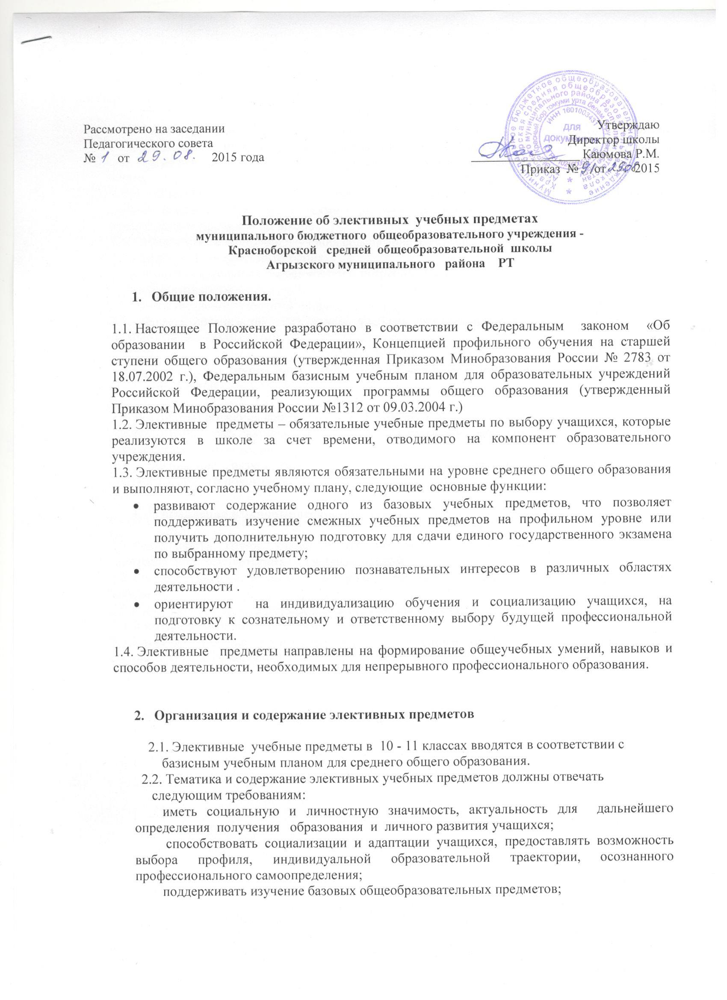 Рассмотрено на заседании
Педагогического совета
№ 1 от 29.08. 2015 года
Утверждаю
Директор школы
Каюмова Р.М.
Приказ № 91 от 29.08 2015
ИНН 1601003431
для
документов
Положение об элективных учебных предметах
муниципального бюджетного общеобразовательного учреждения -
Красноборской средней общеобразовательной школы
Агрызского муниципального района РТ
1. Общие положения.
1.1. Настоящее Положение разработано в соответствии с Федеральным законом «Об
образовании в Российской Федерации», Концепцией профильного обучения на старшей
ступени общего образования (утвержденная Приказом Минобразования России № 2783 от
18.07.2002 г.), Федеральным базисным учебным планом для образовательных учреждений
Российской Федерации, реализующих программы общего образования (утвержденный
Приказом Минобразования России №1312 от 09.03.2004 г.)
1.2. Элективные предметы – обязательные учебные предметы по выбору учащихся, которые
реализуются в школе за счет времени, отводимого на компонент образовательного
учреждения.
1.3. Элективные предметы являются обязательными на уровне среднего общего образования
и выполняют, согласно учебному плану, следующие основные функции:
• развивают содержание одного из базовых учебных предметов, что позволяет
поддерживать изучение смежных учебных предметов на профильном уровне или
получить дополнительную подготовку для сдачи единого государственного экзамена
по выбранному предмету;
• способствуют удовлетворению познавательных интересов в различных областях
деятельности .
• ориентируют на индивидуализацию обучения и социализацию учащихся, на
подготовку к сознательному и ответственному выбору будущей профессиональной
деятельности.
1.4. Элективные предметы направлены на формирование общеучебных умений, навыков и
способов деятельности, необходимых для непрерывного профессионального образования.
2. Организация и содержание элективных предметов
2.1. Элективные учебные предметы в 10 - 11 классах вводятся в соответствии с
базисным учебным планом для среднего общего образования.
2.2. Тематика и содержание элективных учебных предметов должны отвечать
следующим требованиям:
иметь социальную и личностную значимость, актуальность для дальнейшего
определения получения образования и личного развития учащихся;
способствовать социализации и адаптации учащихся, предоставлять возможность
выбора профиля, индивидуальной образовательной траектории, осознанного
профессионального самоопределения;
поддерживать изучение базовых общеобразовательных предметов;